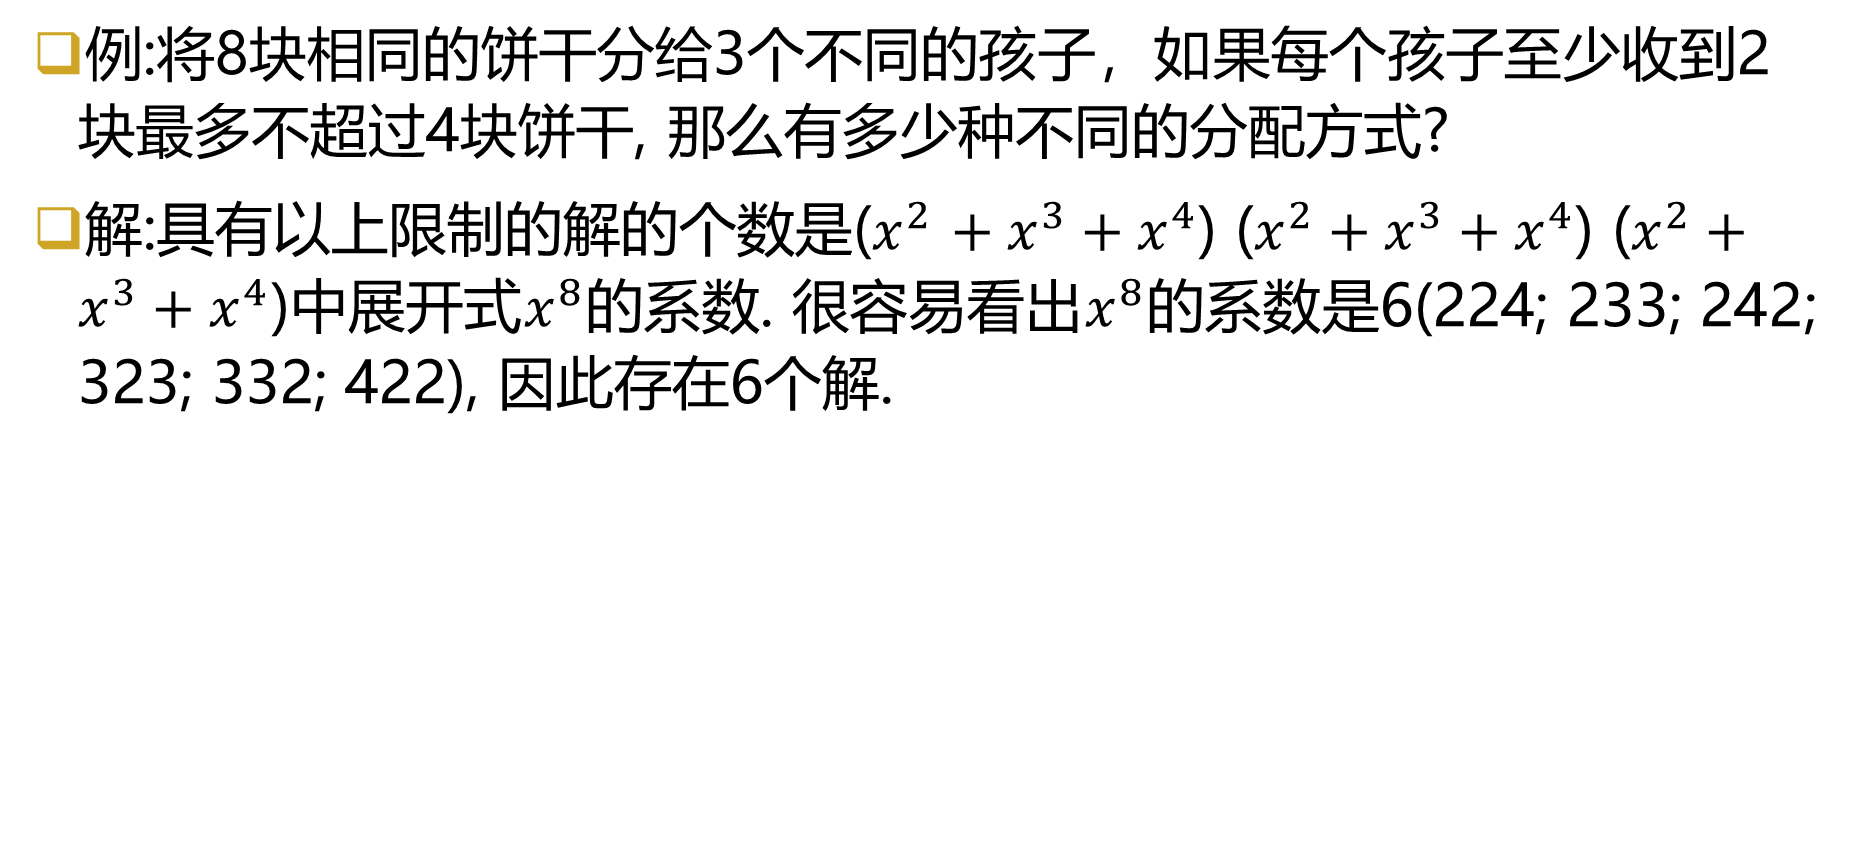 例:将8块相同的饼干分给3个不同的孩子，如果每个孩子至少收到2
块最多不超过4块饼干, 那么有多少种不同的分配方式?
解:具有以上限制的解的个数是(𝑥² + 𝑥³ + 𝑥⁴) (𝑥² + 𝑥³ + 𝑥⁴) (𝑥² +
𝑥³ + 𝑥⁴)中展开式𝑥⁸的系数. 很容易看出𝑥⁸的系数是6(224; 233; 242;
323; 332; 422), 因此存在6个解.